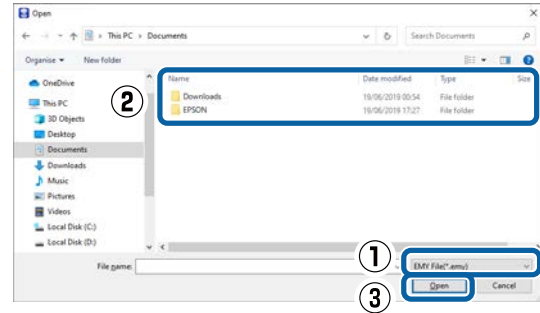 Open
This PC > Documents
Search Documents
Organise
New folder
Name
Date modified
Type
Size
OneDrive
This PC
3D Objects
Desktop
Documents
Downloads
Music
Pictures
Videos
Local Disk (C:)
Local Disk (D:)
2
Downloads
19/06/2019 00:54
File folder
EPSON
19/06/2019 17:27
File folder
File name:
1
EMY File(*.emy)
3
Open
Cancel